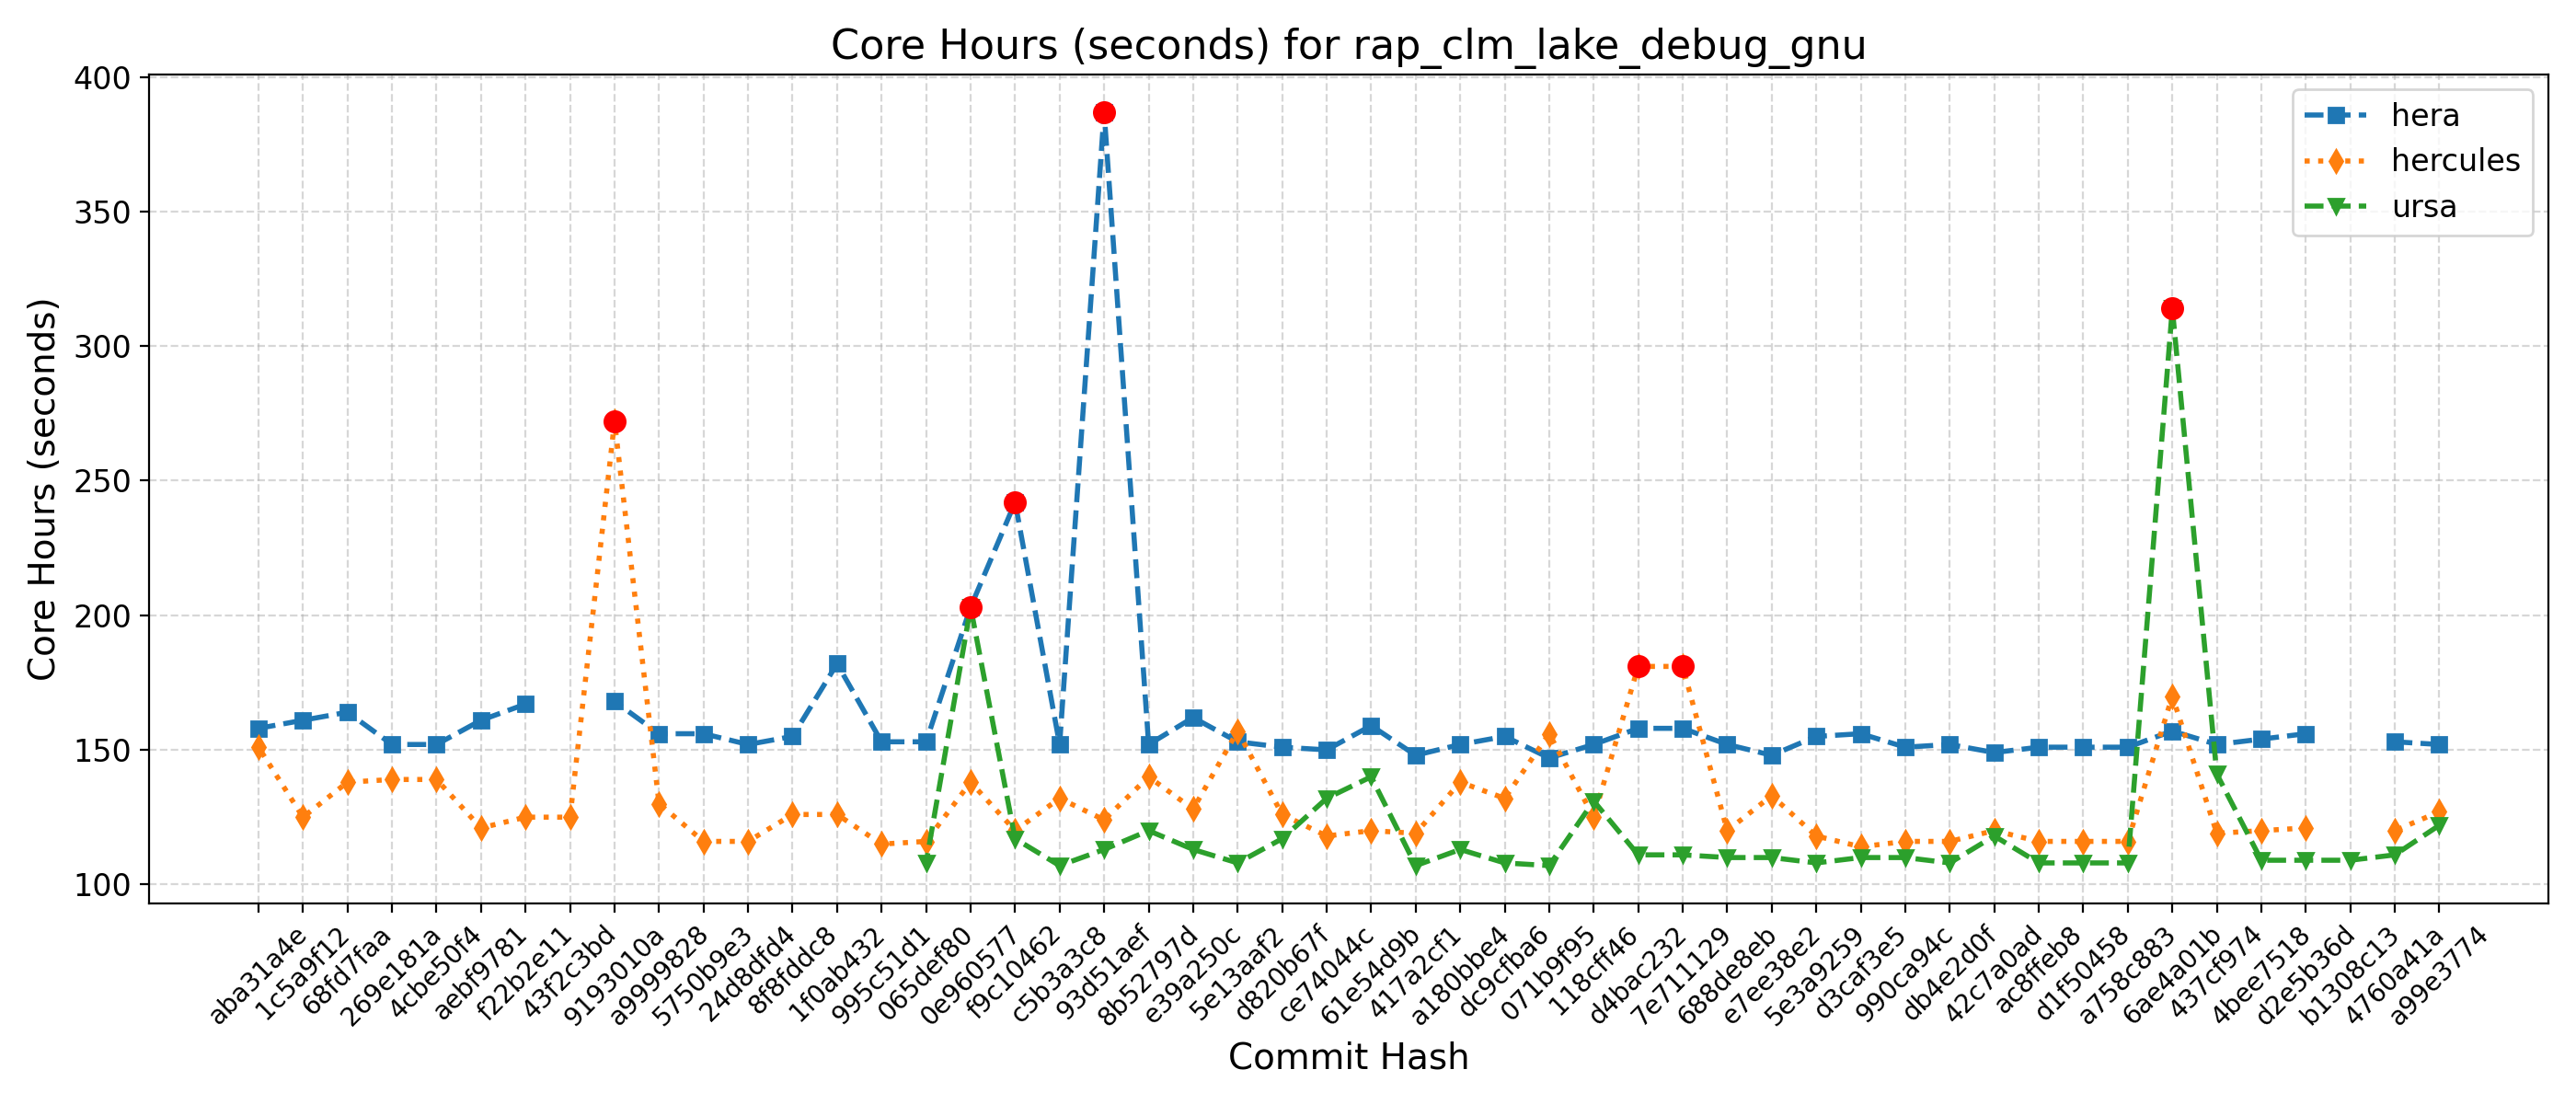 Core Hours (seconds) for rap_clm_lake_debug_gnu
Core Hours (seconds)
400
350
300
250
200
150
100
hera
hercules
ursa
aba31a4e
1c5a9f12
68fd7faa
269e181a
4cbe50f4
aebf9781
f22b2e11
43f2c3bd
9193010a
a9999828
5750b9e3
24d8dfd4
8f8fddc8
1f0ab432
995c51d1
065def80
0e960577
f9c10462
c5b3a3c8
93d51aef
8b52797d
e39a250c
5e13aaf2
d820b67f
ce74044c
61e54d9b
417a2cf1
a180bbe4
dc9cfba6
071b9f95
118cff46
d4bac232
7e711129
688de8eb
e7ee38e2
5e3a9259
d3caf3e5
990ca94c
db4e2d0f
42c7a0ad
ac8ffeb8
d1f50458
a758c883
6ae4a01b
437cf974
4bee7518
d2e5b36d
b1308c13
4760a41a
a99e3774
Commit Hash